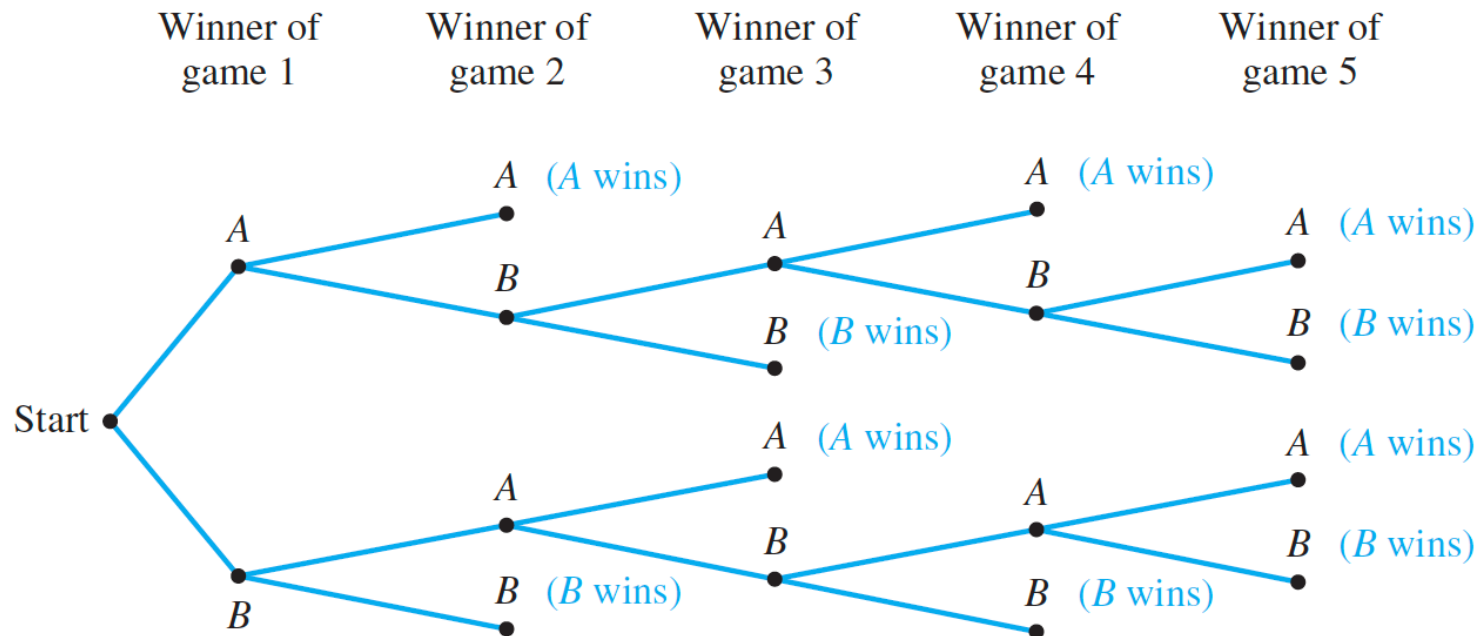 Winner of Winner of Winner of Winner of Winner of
game 1 game 2 game 3 game 4 game 5
A (A wins) A (A wins)
A A A (A wins)
B B
B (B wins) B (B wins)
Start
A (A wins) A (A wins)
A A
B B (B wins)
B B (B wins) B (B wins)